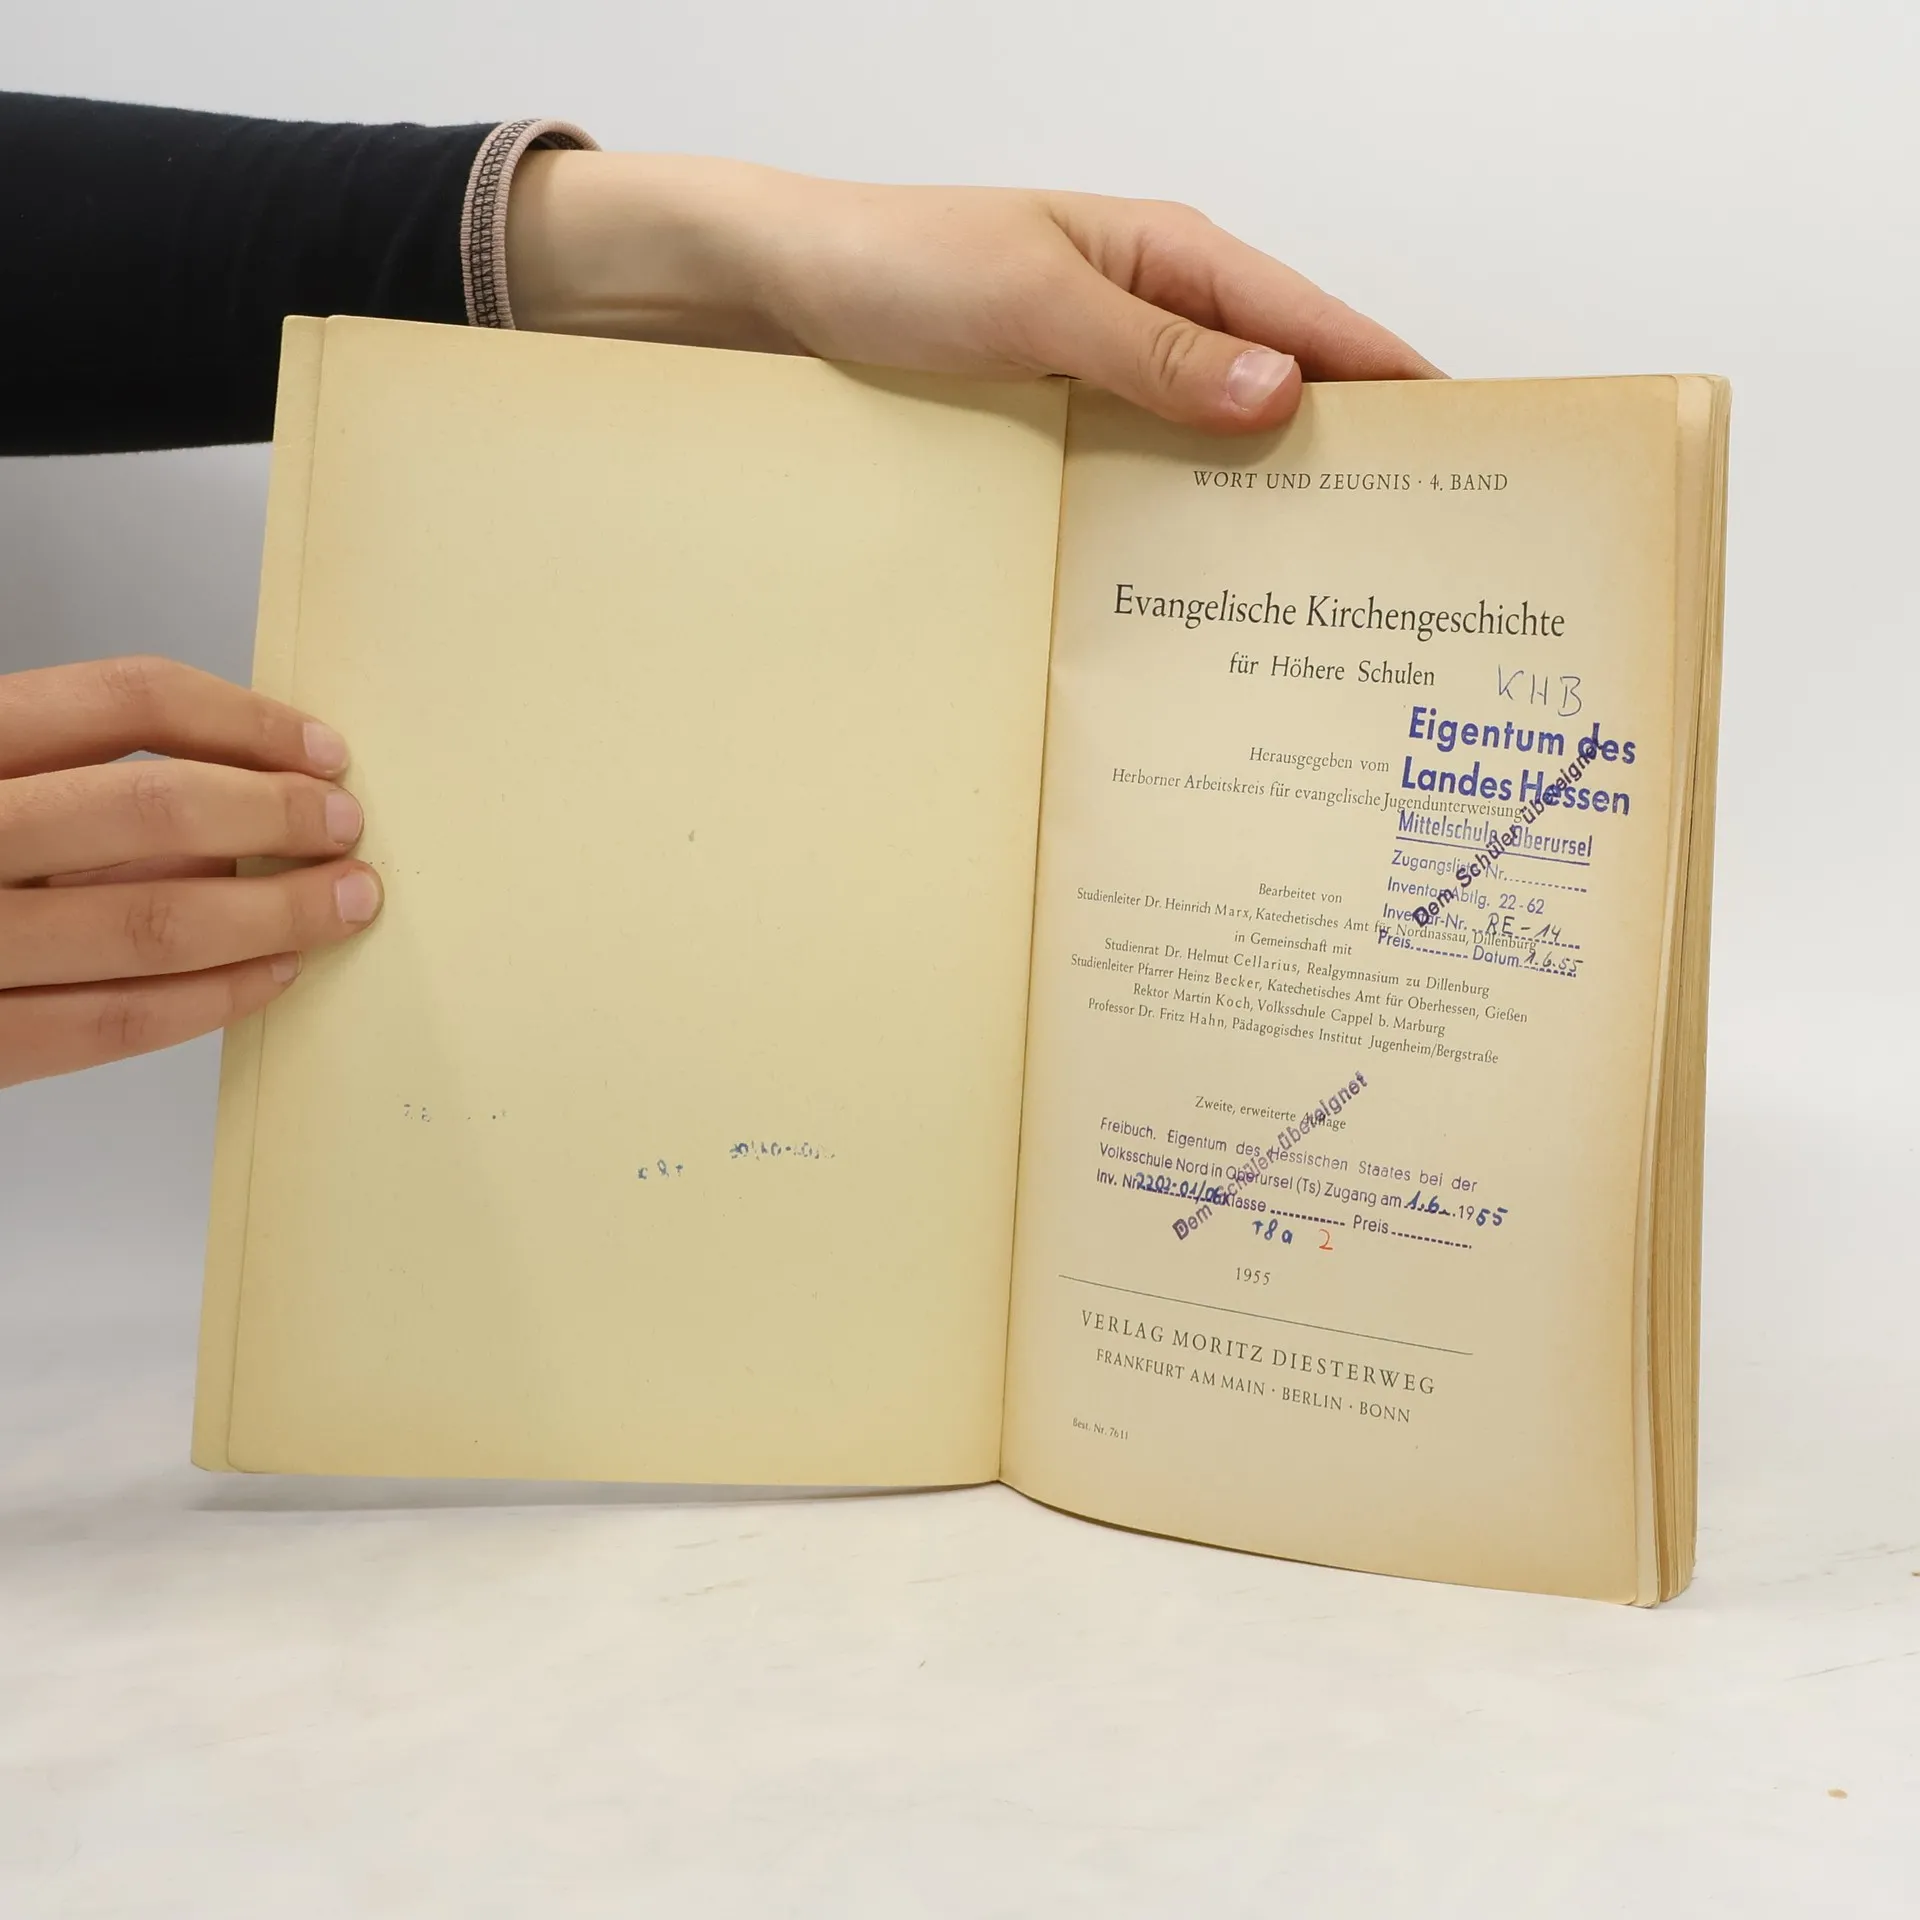 WORT UND ZEUGNIS · 4. BAND
Evangelische Kirchengeschichte
für Höhere Schulen
KHB
Eigentum des
Landes Hessen
Mittelschule Oberursel
Zugangsliste Nr.
Inventar-Abtlg. 22-62
Inventar-Nr. RE-14
Preis Datum 1.6.55
Dem Schüler übereignet
Herausgegeben vom
Herborner Arbeitskreis für evangelische Jugendunterweisung
Bearbeitet von
Studienleiter Dr. Heinrich Marx, Katechetisches Amt für Nordnassau, Dillenburg
in Gemeinschaft mit
Studienrat Dr. Helmut Cellarius, Realgymnasium zu Dillenburg
Studienleiter Pfarrer Heinz Becker, Katechetisches Amt für Oberhessen, Gießen
Rektor Martin Koch, Volksschule Cappel b. Marburg
Professor Dr. Fritz Hahn, Pädagogisches Institut Jugenheim/Bergstraße
Zweite, erweiterte Auflage
Freibuch. Eigentum des Hessischen Staates bei der
Volksschule Nord in Oberursel (Ts) Zugang am 1.6. 1955
Inv. Nr. 2202-01/06 Klasse Preis
Dem Schüler übereignet
8a 2
1955
VERLAG MORITZ DIESTERWEG
FRANKFURT AM MAIN · BERLIN · BONN
Best. Nr. 7611